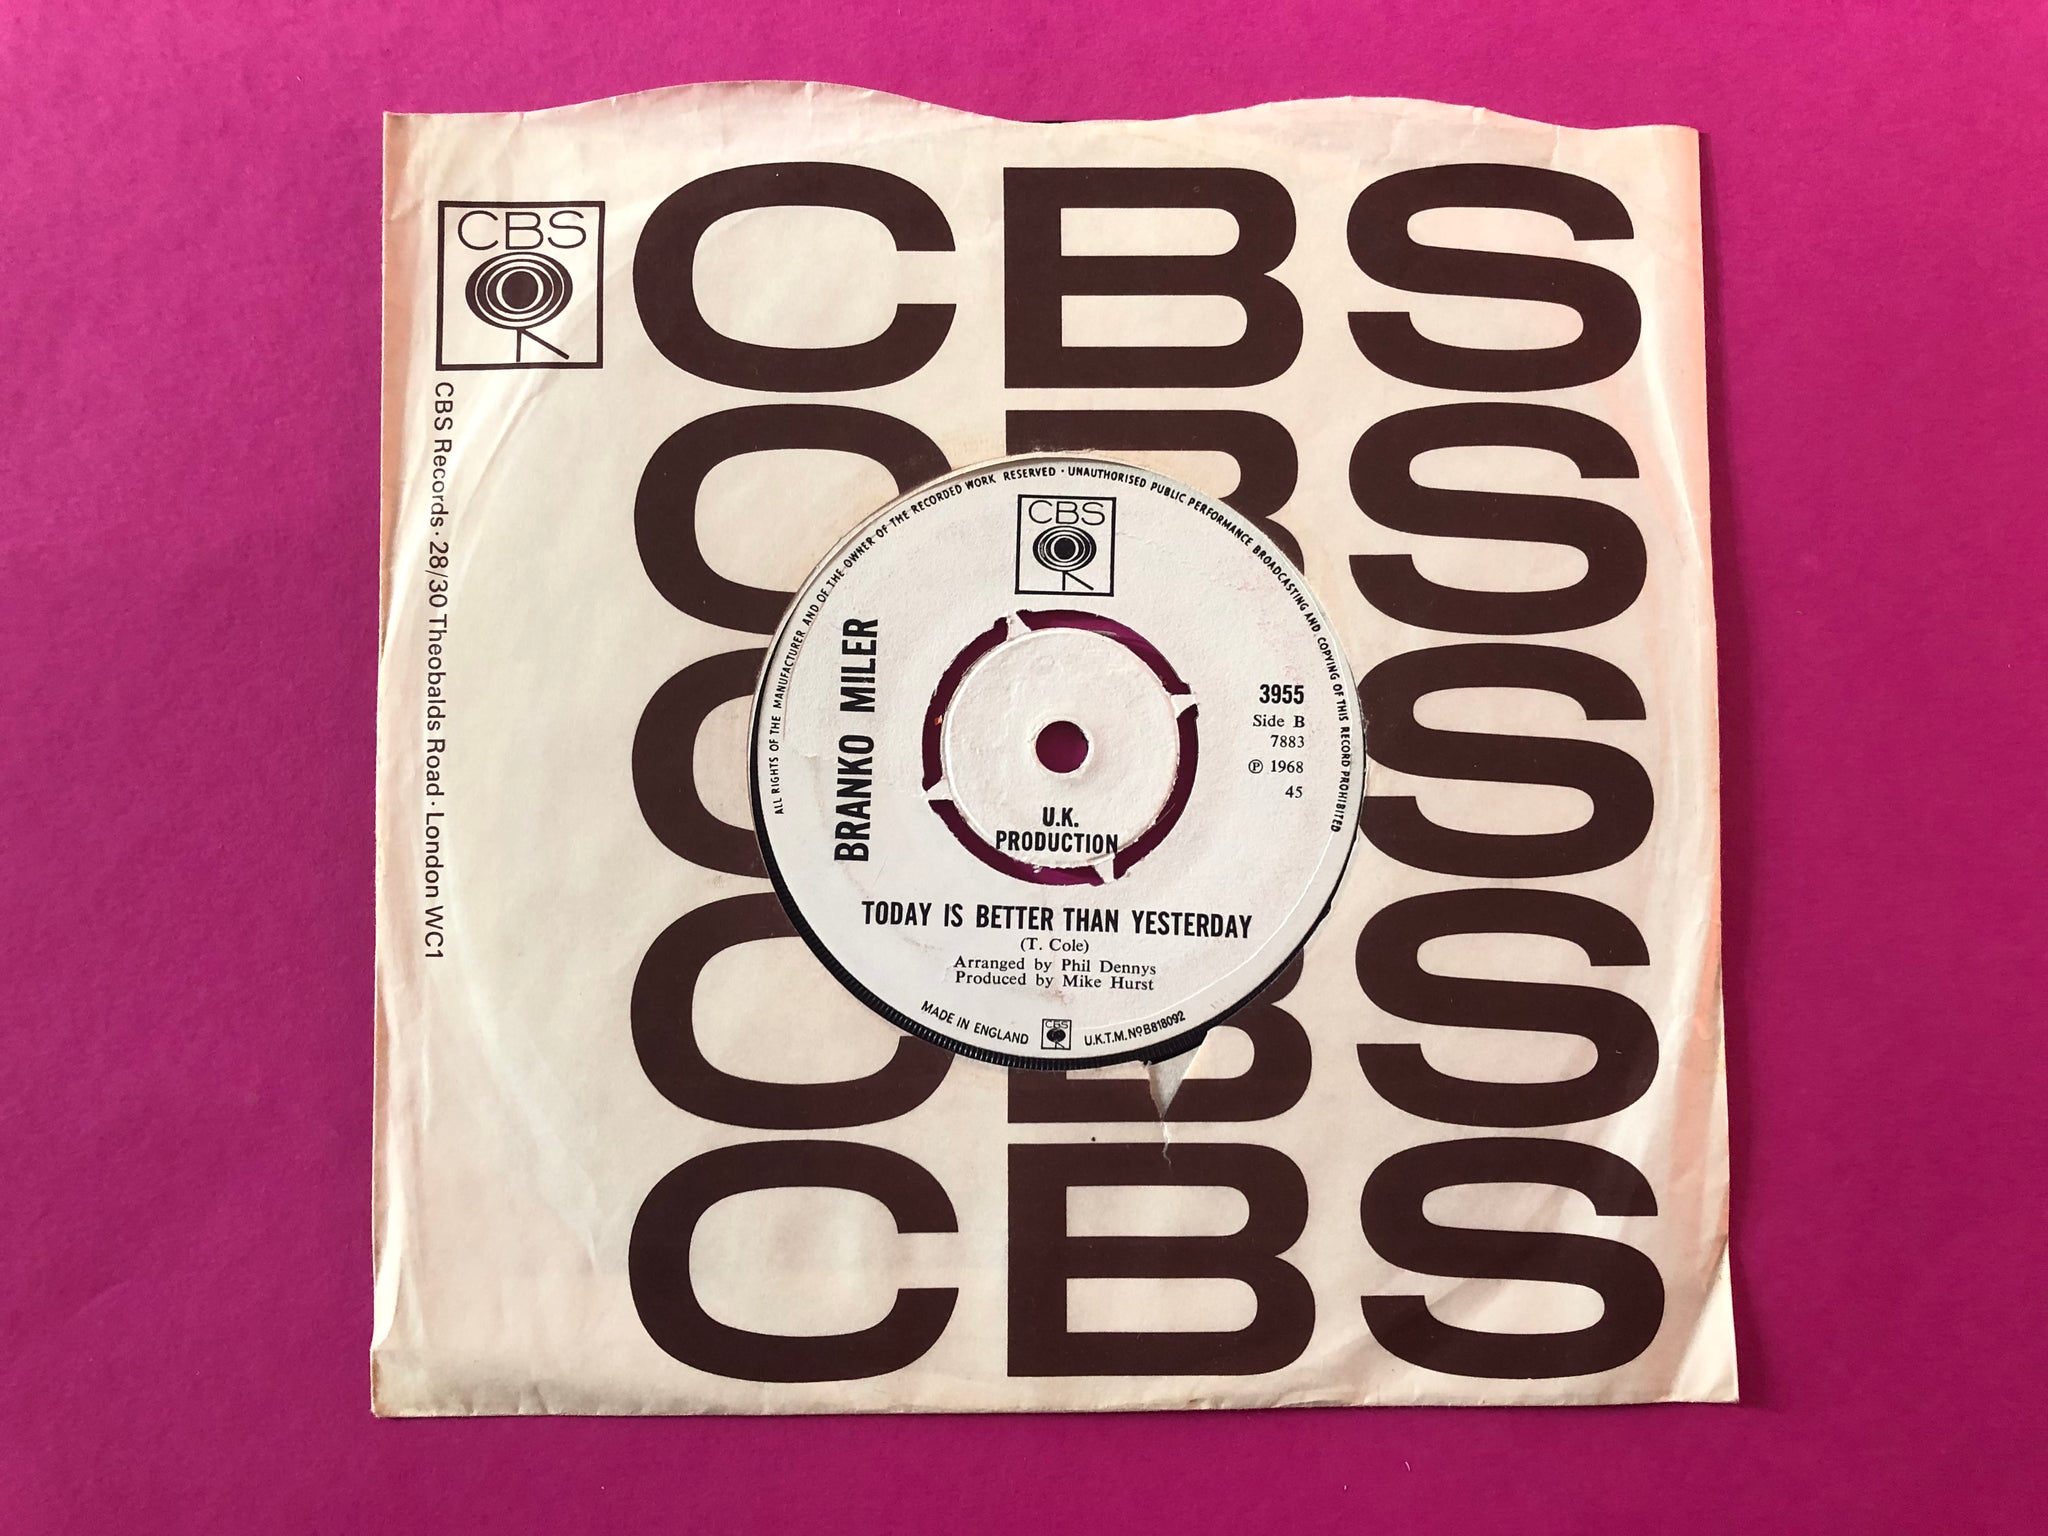 CBS
CBS
CBS Records · 28/30 Theobalds Road · London WC1
CBS
CBS
CBS
CBS
ALL RIGHTS OF THE MANUFACTURER AND OF THE OWNER OF THE RECORDED WORK RESERVED · UNAUTHORISED PUBLIC PERFORMANCE BROADCASTING AND COPYING OF THIS RECORD PROHIBITED
CBS
BRANKO MILER
3955
Side B
7883
℗ 1968
45
U.K.
PRODUCTION
TODAY IS BETTER THAN YESTERDAY
(T. Cole)
Arranged by Phil Dennys
Produced by Mike Hurst
MADE IN ENGLAND CBS U.K.T.M. Nº B818092